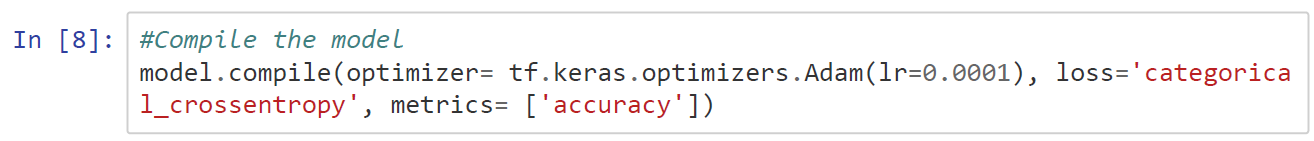 In [8]: #Compile the model
model.compile(optimizer= tf.keras.optimizers.Adam(lr=0.0001), loss='categorica
l_crossentropy', metrics= ['accuracy'])